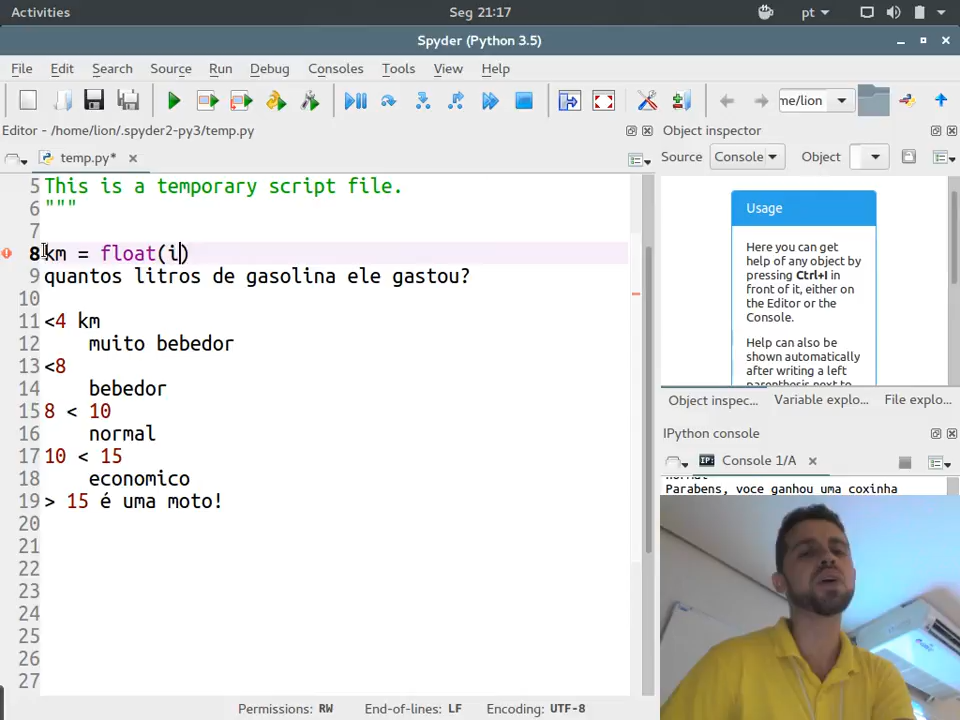 Activities
Seg 21:17
pt
Spyder (Python 3.5)
File Edit Search Source Run Debug Consoles Tools View Help
me/lion
Editor - /home/lion/.spyder2-py3/temp.py
Object inspector
temp.py*
Source Console Object
5 This is a temporary script file.
6 """
7
8 km = float(i)
9 quantos litros de gasolina ele gastou?
10
11 <4 km
12 muito bebedor
13 <8
14 bebedor
15 8 < 10
16 normal
17 10 < 15
18 economico
19 > 15 é uma moto!
20
21
22
23
24
25
26
27
Usage
Here you can get
help of any object by
pressing Ctrl+I in
front of it, either on
the Editor or the
Console.
Help can also be
shown automatically
after writing a left
parenthesis next to
Object inspec... Variable explo... File explo...
IPython console
IP: Console 1/A
normal
Parabens, voce ganhou uma coxinha
Permissions: RW End-of-lines: LF Encoding: UTF-8